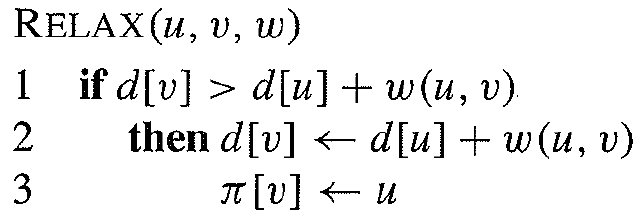 RELAX(u, v, w)
1 if d[v] > d[u] + w(u, v)
2 then d[v] ← d[u] + w(u, v)
3 π[v] ← u